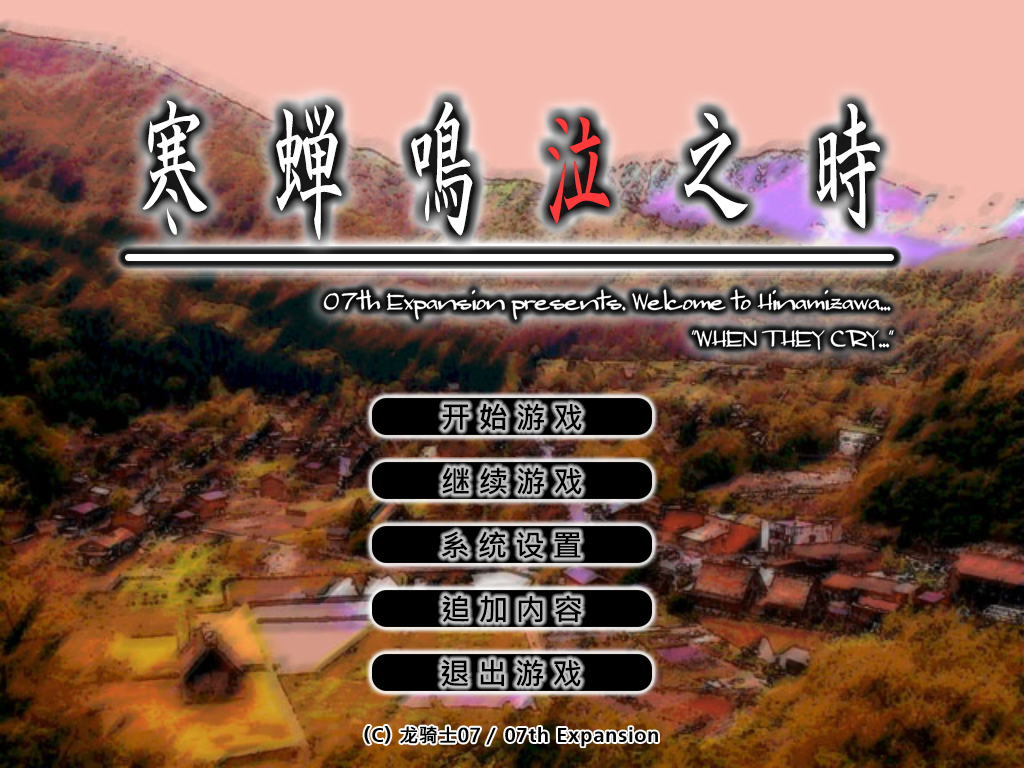 寒蝉鳴泣之時
07th Expansion presents. Welcome to Hinamizawa...
"WHEN THEY CRY..."
开始游戏
继续游戏
系统设置
追加内容
退出游戏
(C) 龙骑士07 / 07th Expansion